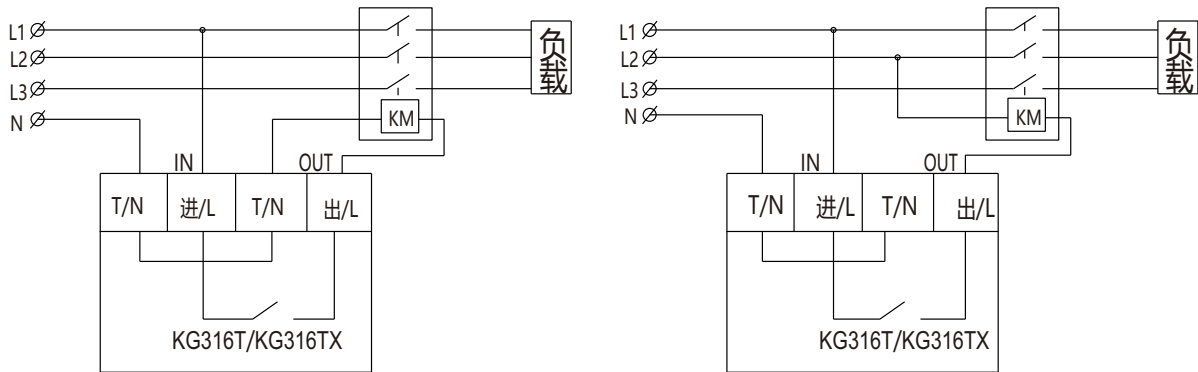 L1
L2
L3
N
负载
KM
IN
OUT
T/N 进/L T/N 出/L
KG316T/KG316TX
L1
L2
L3
N
负载
KM
IN
OUT
T/N 进/L T/N 出/L
KG316T/KG316TX